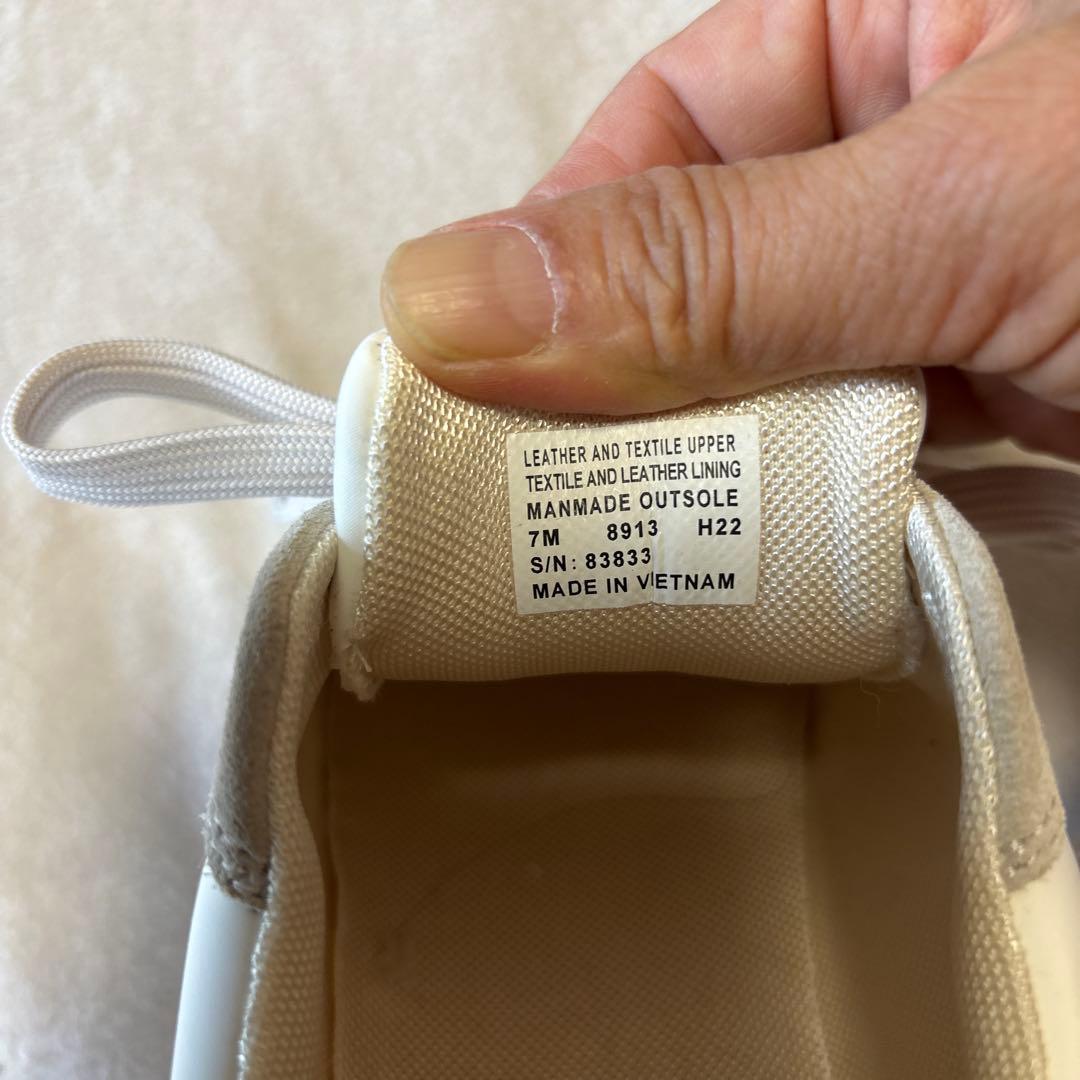 LEATHER AND TEXTILE UPPER
TEXTILE AND LEATHER LINING
MANMADE OUTSOLE
7M 8913 H22
S/N: 83833
MADE IN VIETNAM